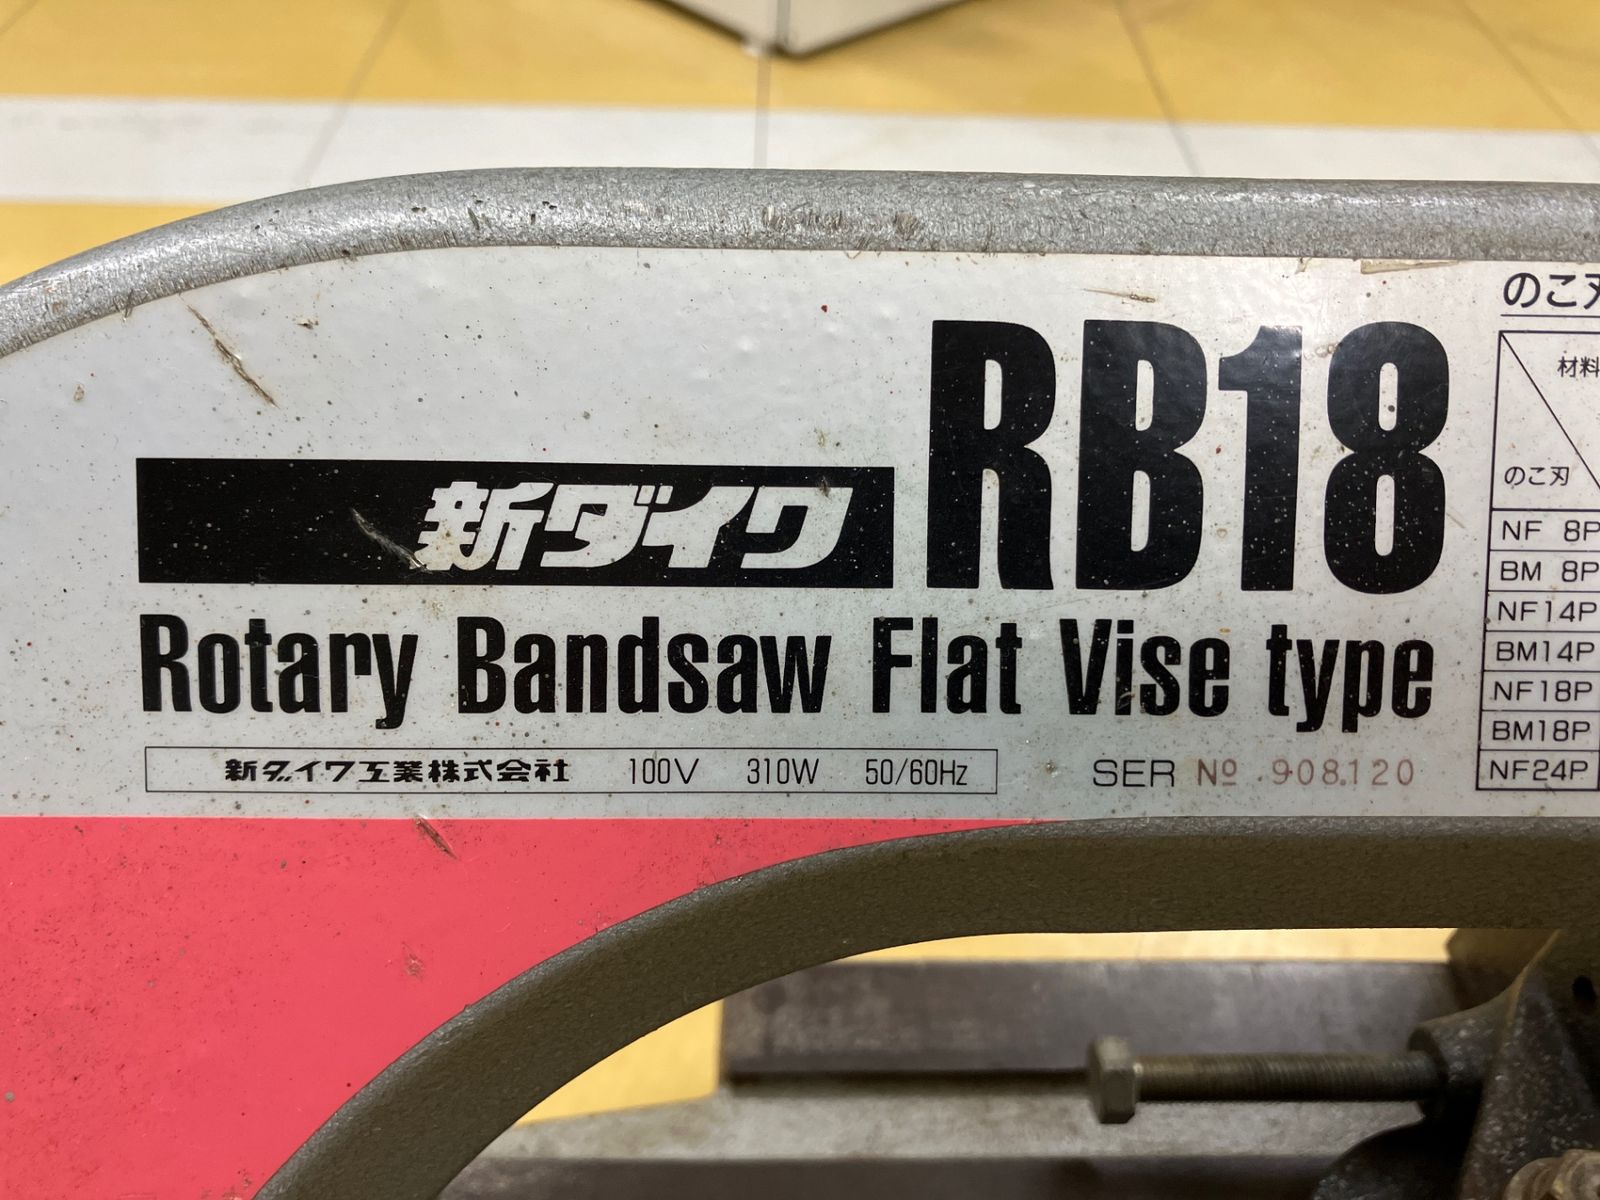 新ダイワ RB18
Rotary Bandsaw Flat Vise type
新ダイワ工業株式会社 100V 310W 50/60Hz
SER Nº 908120
のこ刃
材料
のこ刃
NF 8P
BM 8P
NF14P
BM14P
NF18P
BM18P
NF24P